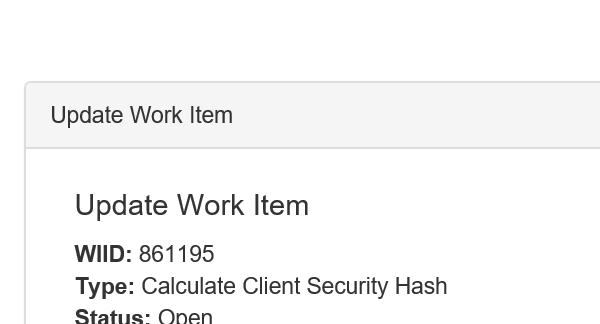 Update Work Item
Update Work Item
WIID: 861195
Type: Calculate Client Security Hash
Status: Open